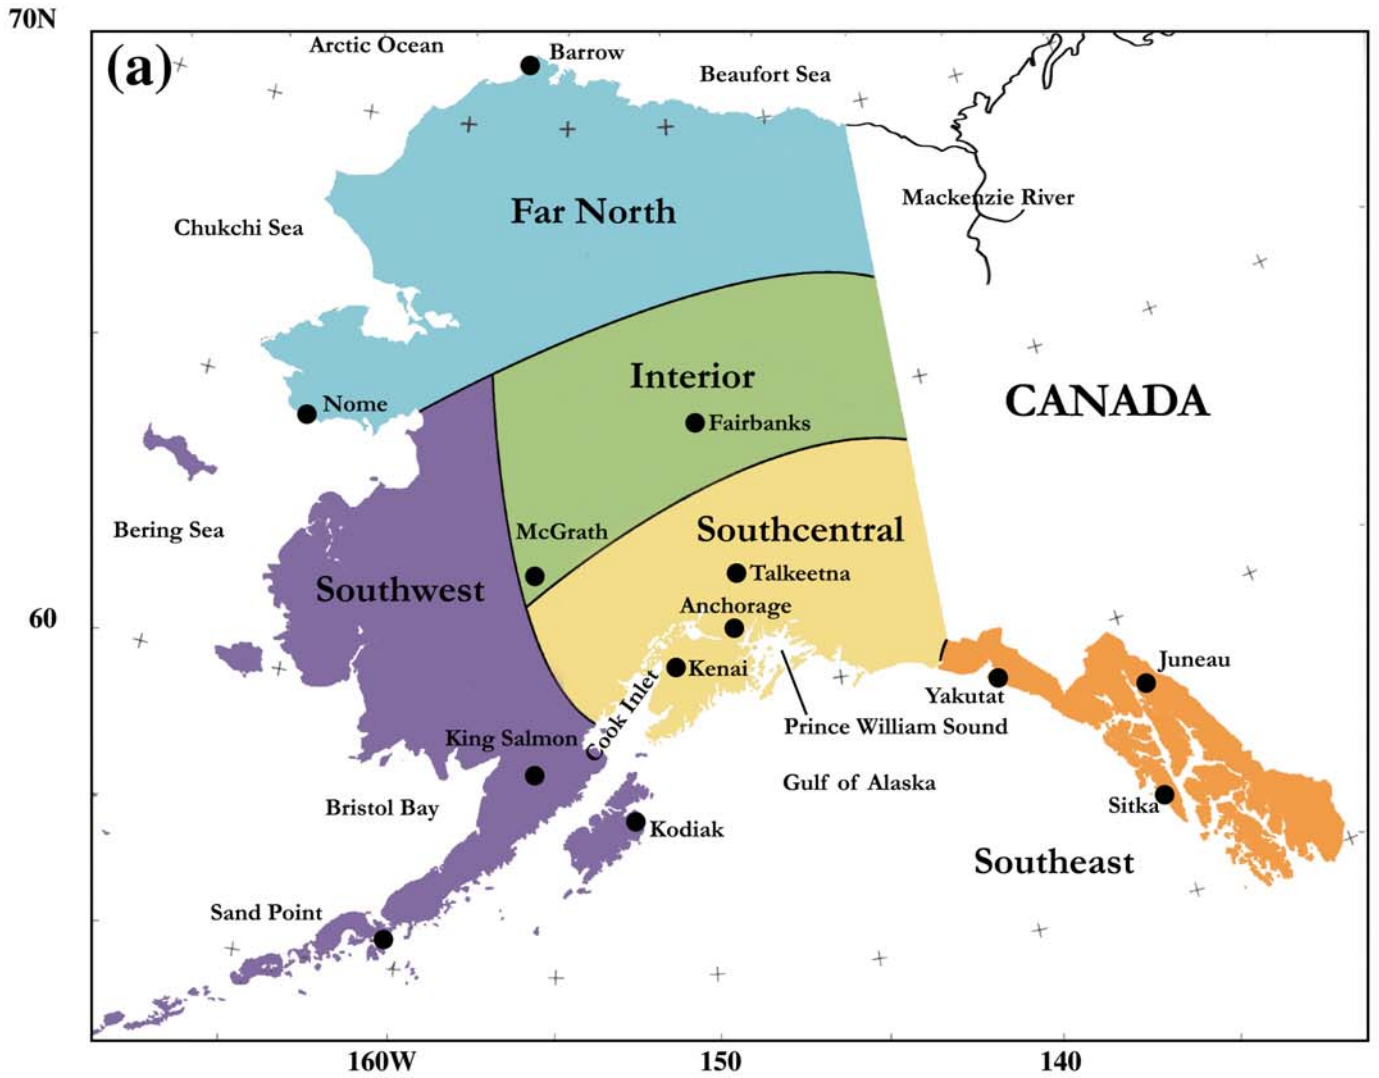 70N
(a)
Arctic Ocean
Barrow
Beaufort Sea
Mackenzie River
Far North
Chukchi Sea
Interior
CANADA
Nome
Fairbanks
Bering Sea
McGrath
Southcentral
Southwest
Talkeetna
Anchorage
60
Kenai
Juneau
Yakutat
Cook Inlet
Prince William Sound
King Salmon
Gulf of Alaska
Bristol Bay
Sitka
Kodiak
Southeast
Sand Point
160W
150
140